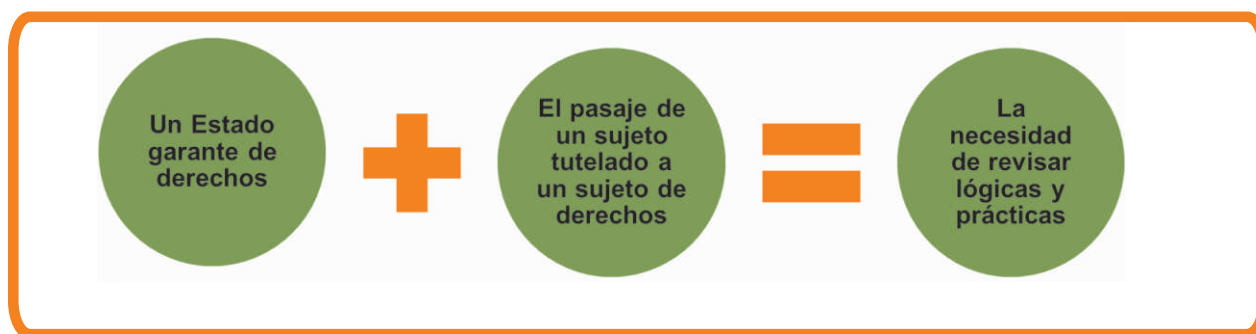 Un Estado
garante de
derechos
+
El pasaje de
un sujeto
tutelado a
un sujeto de
derechos
=
La
necesidad
de revisar
lógicas y
prácticas